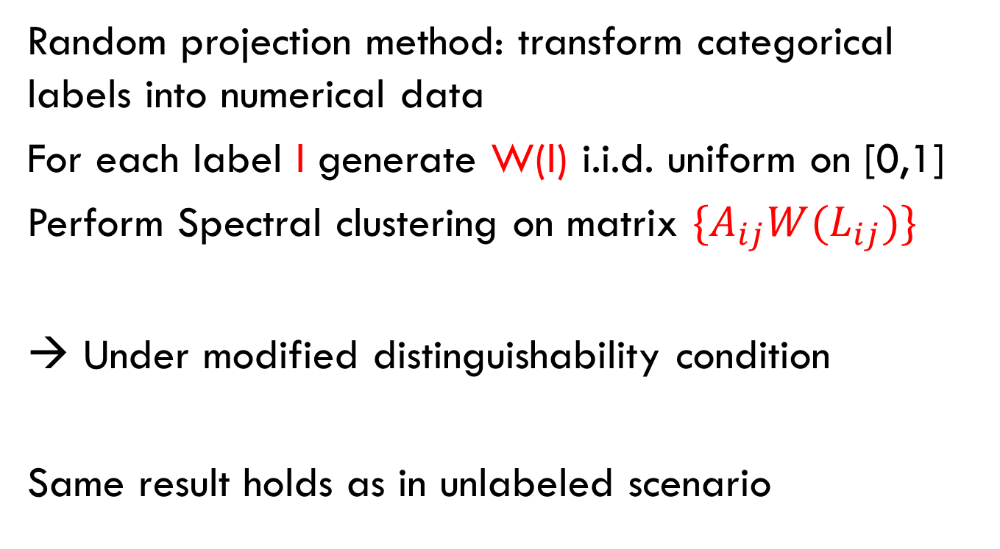 Random projection method: transform categorical
labels into numerical data
For each label l generate W(l) i.i.d. uniform on [0,1]
Perform Spectral clustering on matrix {A_{ij}W(L_{ij})}
→ Under modified distinguishability condition
Same result holds as in unlabeled scenario